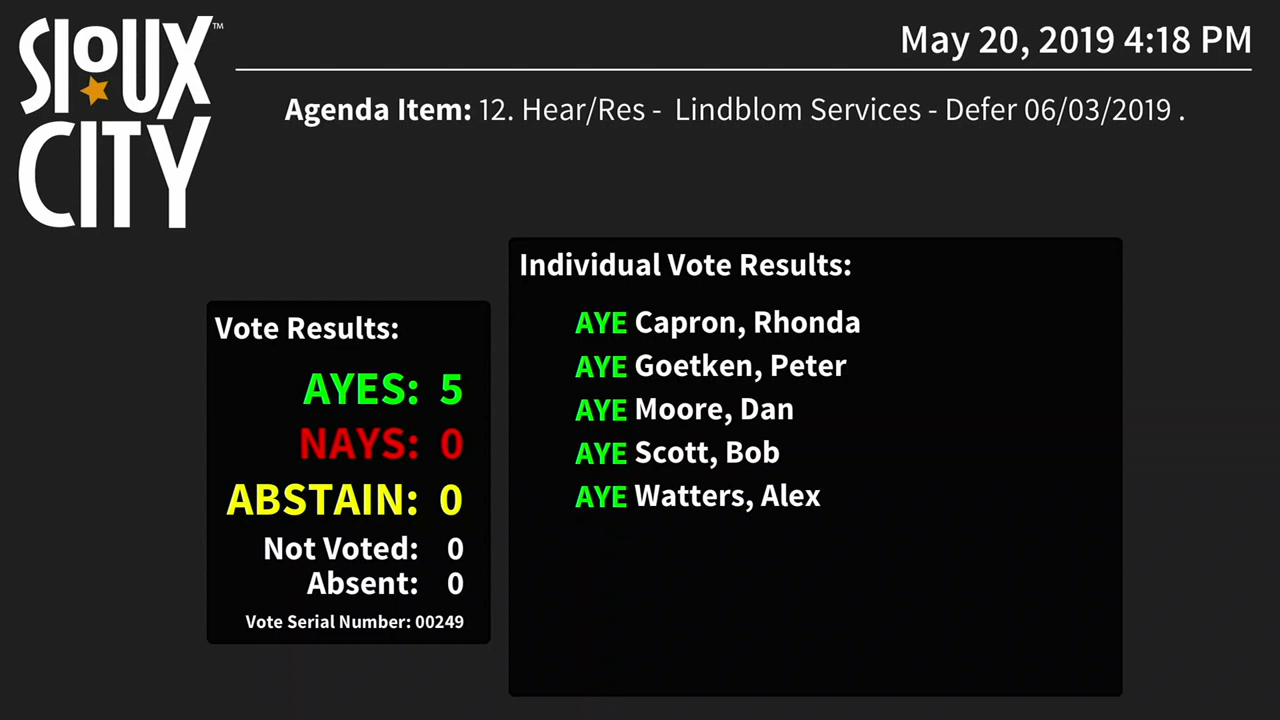 SIOUX
CITY
™
May 20, 2019 4:18 PM
Agenda Item: 12. Hear/Res - Lindblom Services - Defer 06/03/2019 .
Vote Results:
AYES: 5
NAYS: 0
ABSTAIN: 0
Not Voted: 0
Absent: 0
Vote Serial Number: 00249
Individual Vote Results:
AYE Capron, Rhonda
AYE Goetken, Peter
AYE Moore, Dan
AYE Scott, Bob
AYE Watters, Alex